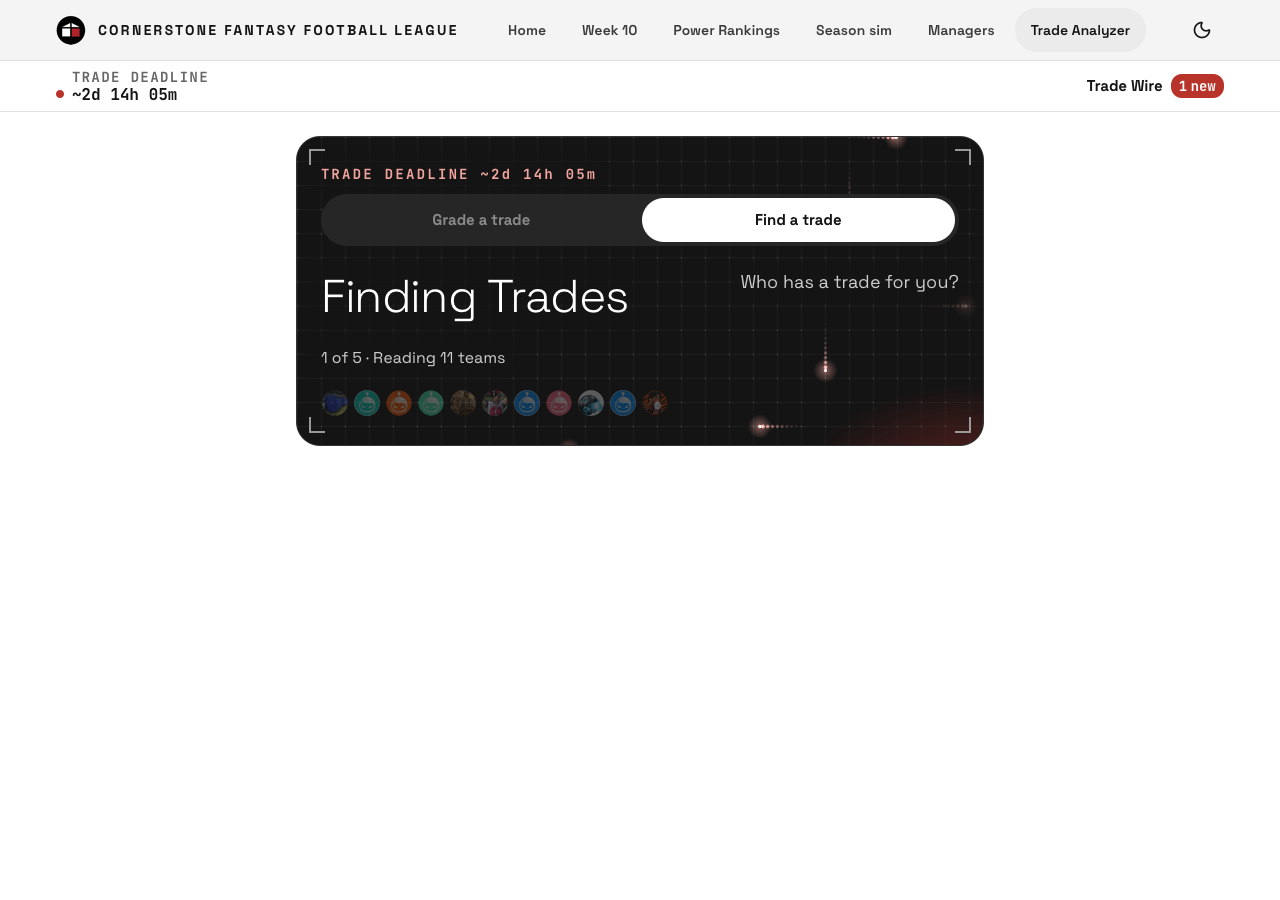 CORNERSTONE FANTASY FOOTBALL LEAGUE Home Week 10 Power Rankings Season sim Managers Trade Analyzer
TRADE DEADLINE
~2d 14h 05m
Trade Wire 1 new
TRADE DEADLINE ~2d 14h 05m
Grade a trade Find a trade
Finding Trades
Who has a trade for you?
1 of 5 · Reading 11 teams